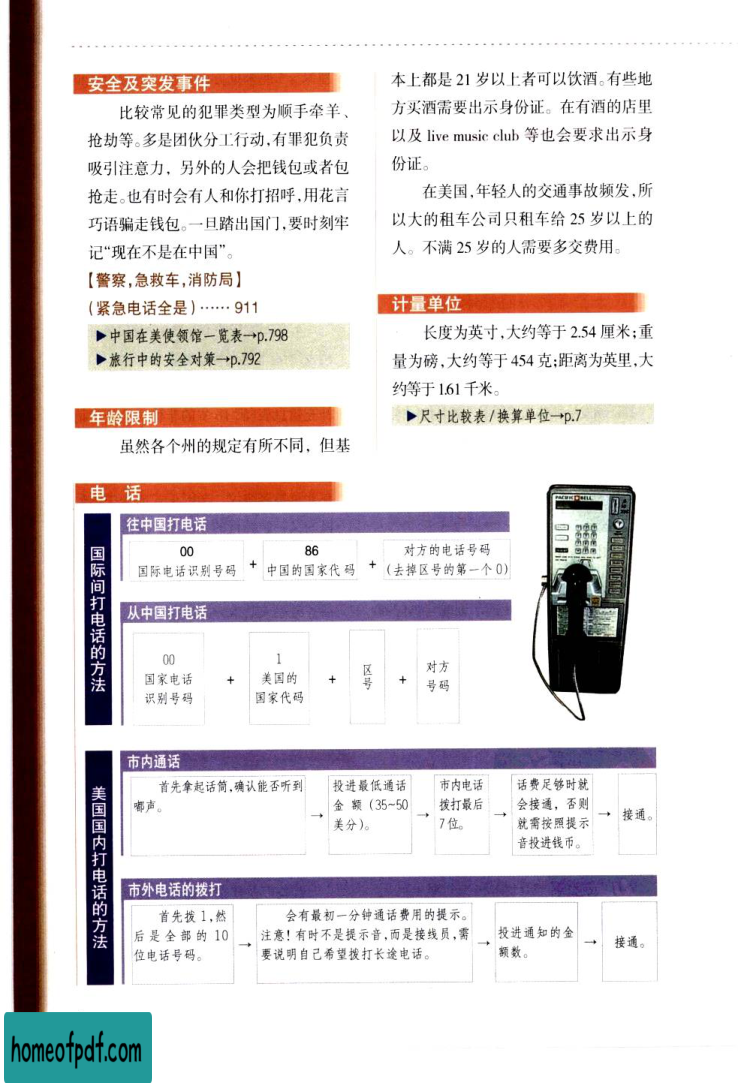 安全及突发事件
比较常见的犯罪类型为顺手牵羊、
抢劫等。多是团伙分工行动,有罪犯负责
吸引注意力，另外的人会把钱包或者包
抢走。也有时会有人和你打招呼,用花言
巧语骗走钱包。一旦踏出国门,要时刻牢
记“现在不是在中国”。
【警察,急救车,消防局】
(紧急电话全是)……911
▶中国在美使领馆一览表→p.798
▶旅行中的安全对策→p.792
年龄限制
虽然各个州的规定有所不同，但基
本上都是 21 岁以上者可以饮酒。有些地
方买酒需要出示身份证。在有酒的店里
以及 live music club 等也会要求出示身
份证。
在美国,年轻人的交通事故频发,所
以大的租车公司只租车给 25 岁以上的
人。不满 25 岁的人需要多交费用。
计量单位
长度为英寸,大约等于 2.54 厘米;重
量为磅,大约等于 454 克;距离为英里,大
约等于 1.61 千米。
▶尺寸比较表/换算单位→p.7
电 话
PACIFIC BELL
国际间打电话的方法
往中国打电话
00
国际电话识别号码
+
86
中国的国家代码
+
对方的电话号码
(去掉区号的第一个0)
从中国打电话
00
国家电话
识别号码
+
1
美国的
国家代码
+
区
号
+
对方
号码
美国国内打电话的方法
市内通话
首先拿起话筒,确认能否听到
嘟声。
→
投进最低通话
金 额（35~50
美分）。
→
市内电话
拨打最后
7位。
→
话费足够时就
会接通，否则
就需按照提示
音投进钱币。
→
接通。
市外电话的拨打
首先拨 1,然
后是全部的 10
位电话号码。
→
会有最初一分钟通话费用的提示。
注意！有时不是提示音,而是接线员,需
要说明自己希望拨打长途电话。
→
投进通知的金
额数。
→
接通。
homeofpdf.com